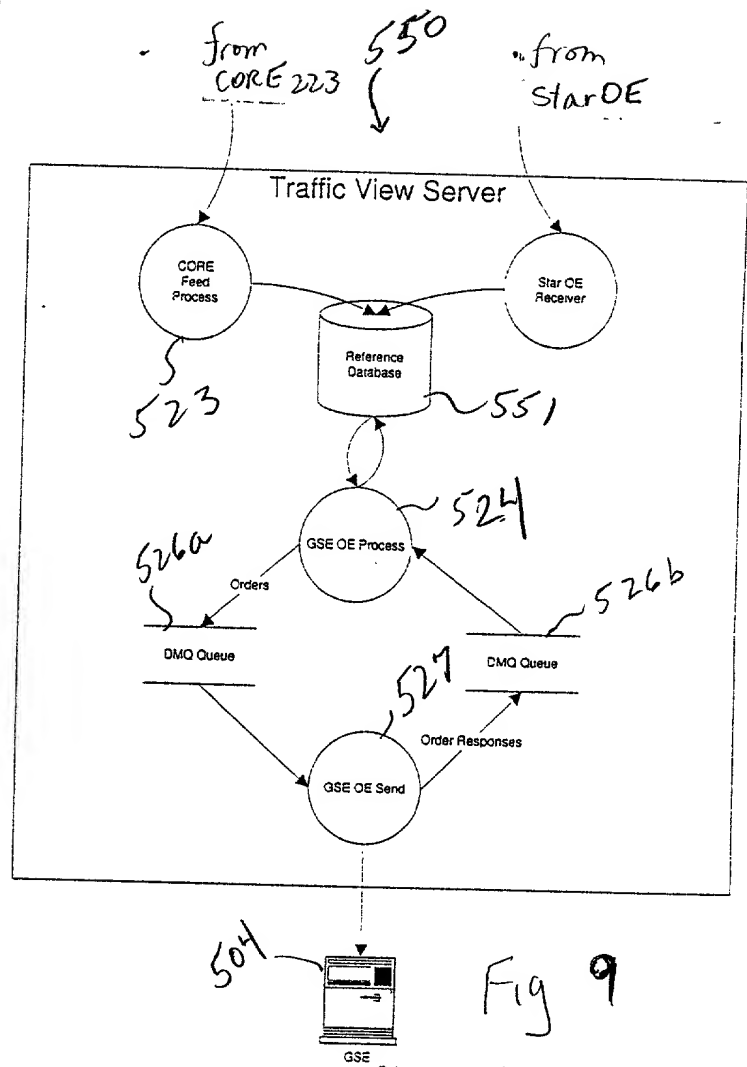 from
CORE 223
550
from
StarOE
Traffic View Server
CORE
Feed
Process
Star OE
Receiver
523
Reference
Database
551
524
GSE OE Process
526a
Orders
526b
DMQ Queue
DMQ Queue
527
Order Responses
GSE OE Send
504
Fig 9
GSE